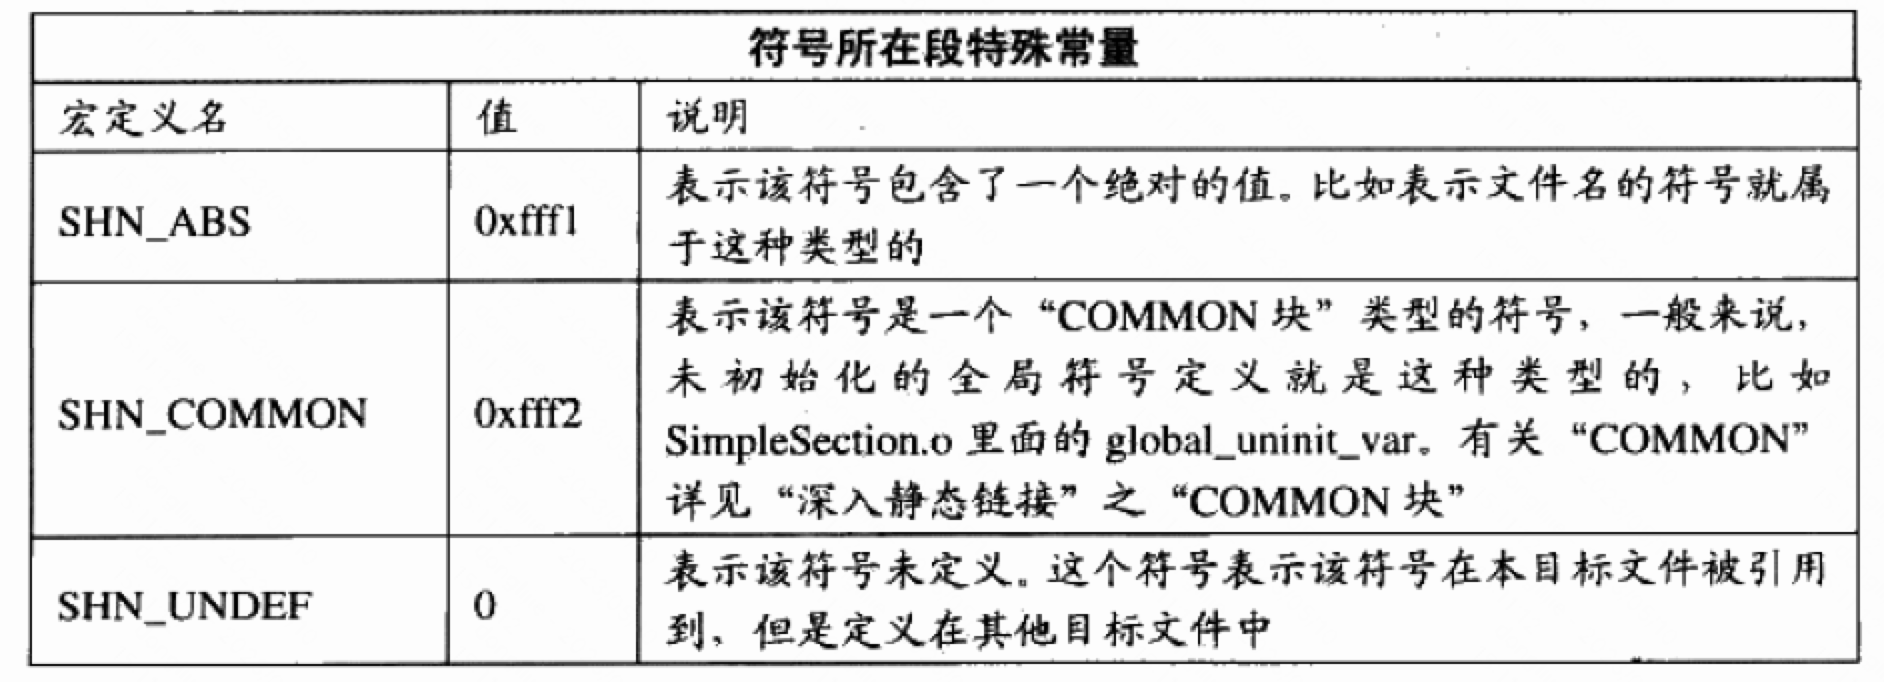 符号所在段特殊常量
宏定义名 值 说明
SHN_ABS 0xfff1 表示该符号包含了一个绝对的值。比如表示文件名的符号就属
于这种类型的
SHN_COMMON 0xfff2 表示该符号是一个“COMMON 块”类型的符号，一般来说，
未初始化的全局符号定义就是这种类型的，比如
SimpleSection.o 里面的 global_uninit_var。有关“COMMON”
详见“深入静态链接”之“COMMON 块”
SHN_UNDEF 0 表示该符号未定义。这个符号表示该符号在本目标文件被引用
到，但是定义在其他目标文件中